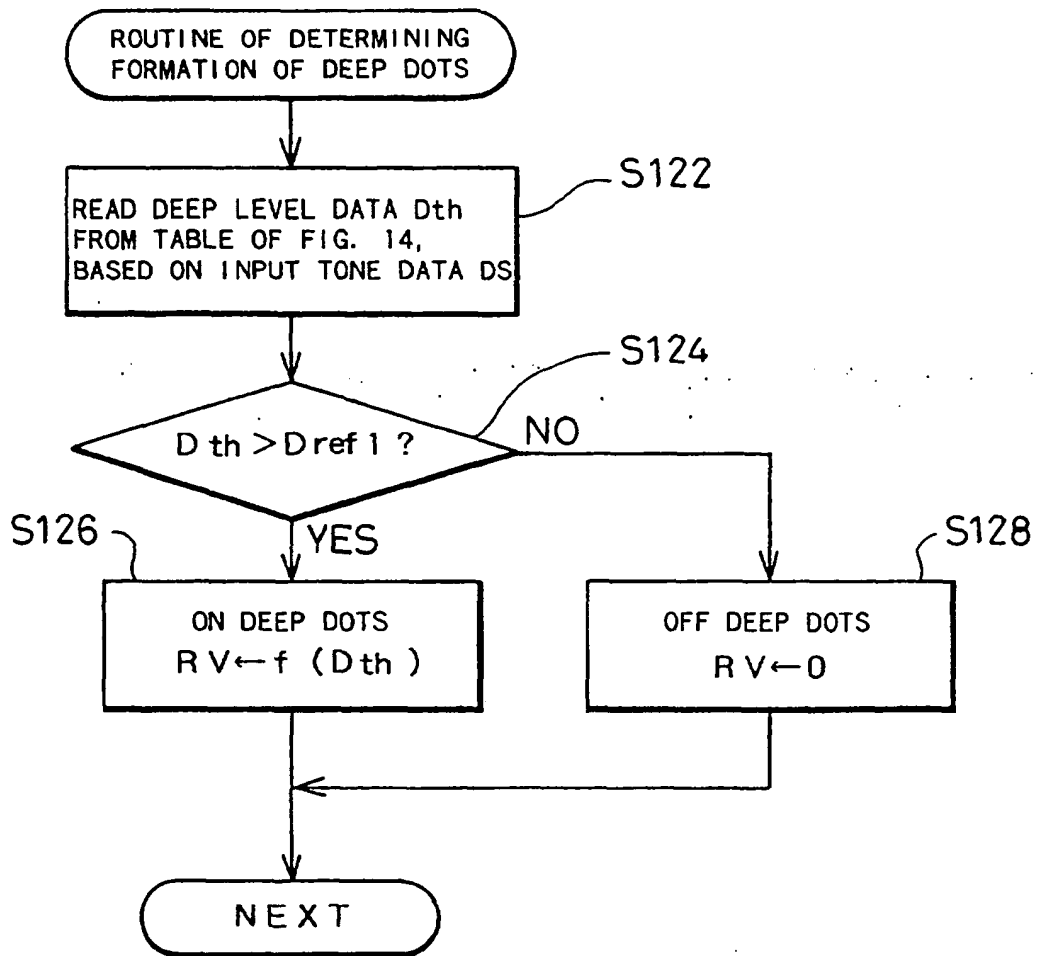 ROUTINE OF DETERMINING
FORMATION OF DEEP DOTS
S122
READ DEEP LEVEL DATA Dth
FROM TABLE OF FIG. 14,
BASED ON INPUT TONE DATA DS
S124
Dth>Dref1?
NO
YES
S126
S128
ON DEEP DOTS
RV←f(Dth)
OFF DEEP DOTS
RV←0
NEXT